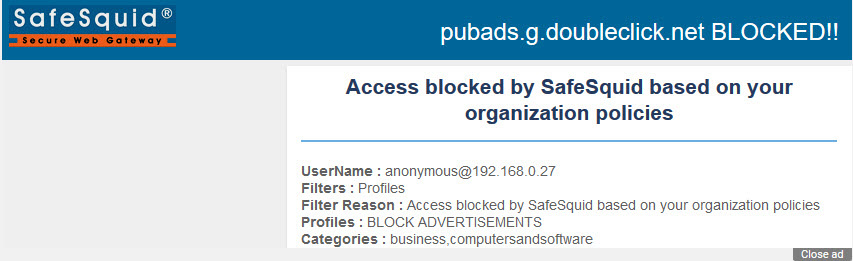 SafeSquid®
Secure Web Gateway
pubads.g.doubleclick.net BLOCKED!!
Access blocked by SafeSquid based on your
organization policies
UserName : anonymous@192.168.0.27
Filters : Profiles
Filter Reason : Access blocked by SafeSquid based on your organization policies
Profiles : BLOCK ADVERTISEMENTS
Categories : business,computersandsoftware
Close ad